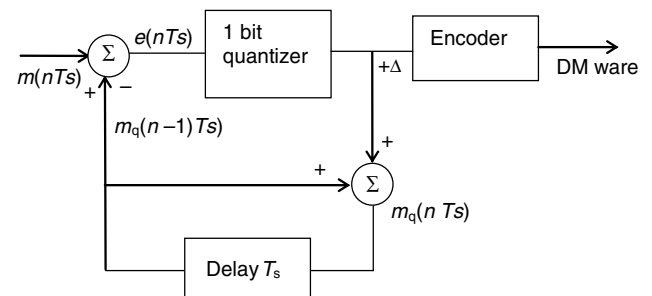 e(nTs)
1 bit
quantizer
Encoder
Σ
m(nTs)
+
−
+Δ
DM ware
mq(n –1)Ts)
+
+
Σ
mq(n Ts)
Delay Ts